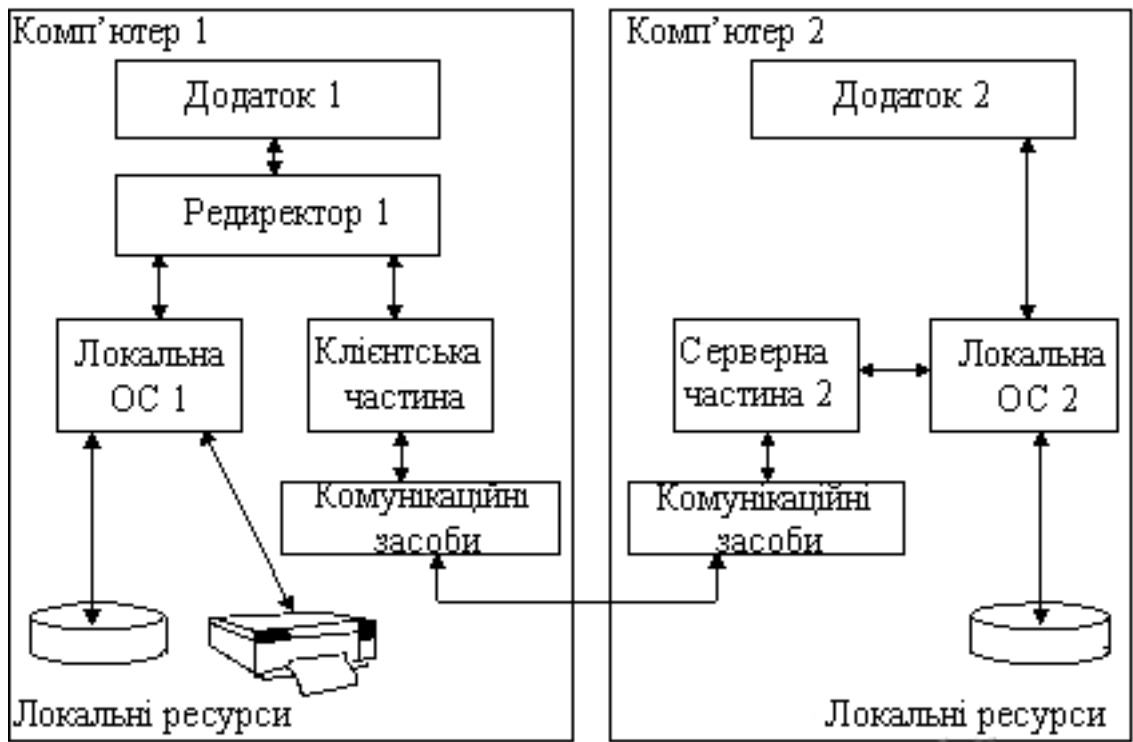 Комп’ютер 1
Додаток 1
Редиректор 1
Локальна
ОС 1
Клієнтська
частина
Комунікаційні
засоби
Локальні ресурси
Комп’ютер 2
Додаток 2
Серверна
частина 2
Локальна
ОС 2
Комунікаційні
засоби
Локальні ресурси